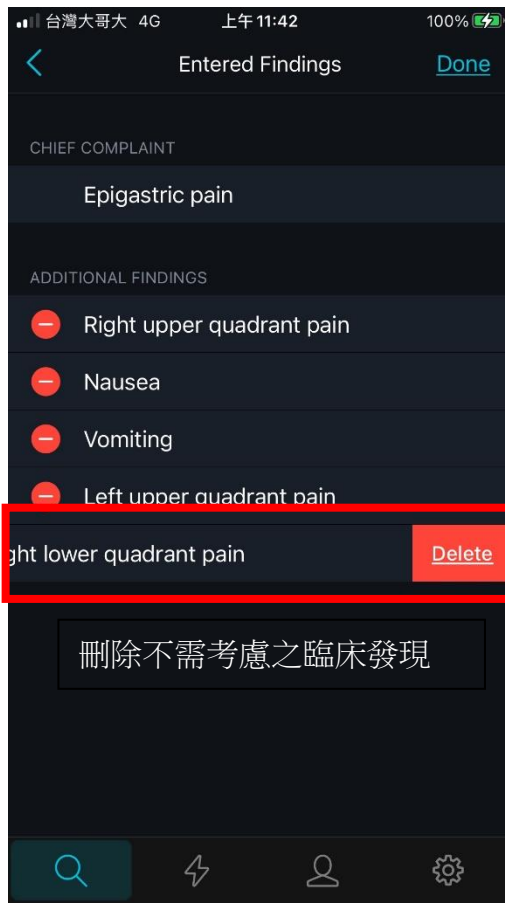 台灣大哥大 4G 上午 11:42 100%
Entered Findings Done
CHIEF COMPLAINT
Epigastric pain
ADDITIONAL FINDINGS
Right upper quadrant pain
Nausea
Vomiting
Left upper quadrant pain
ght lower quadrant pain Delete
刪除不需考慮之臨床發現